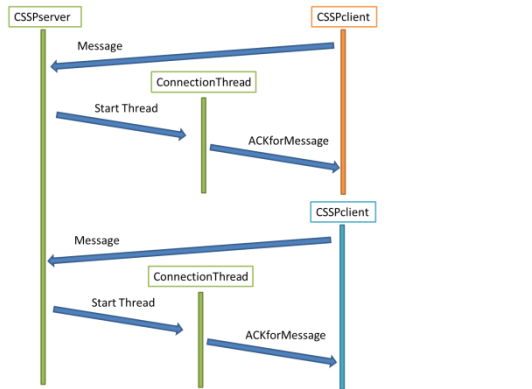 CSSPserver
CSSPclient
Message
ConnectionThread
Start Thread
ACKforMessage
CSSPclient
Message
ConnectionThread
Start Thread
ACKforMessage